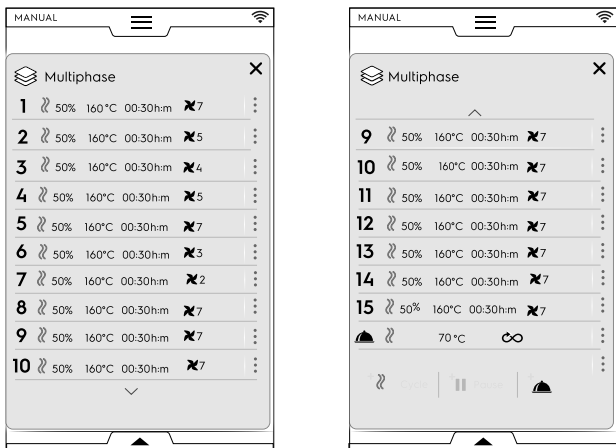 MANUAL
Multiphase
1 50% 160°C 00:30h:m 7
2 50% 160°C 00:30h:m 5
3 50% 160°C 00:30h:m 4
4 50% 160°C 00:30h:m 5
5 50% 160°C 00:30h:m 7
6 50% 160°C 00:30h:m 3
7 50% 160°C 00:30h:m 2
8 50% 160°C 00:30h:m 7
9 50% 160°C 00:30h:m 7
10 50% 160°C 00:30h:m 7
MANUAL
Multiphase
9 50% 160°C 00:30h:m 7
10 50% 160°C 00:30h:m 7
11 50% 160°C 00:30h:m 7
12 50% 160°C 00:30h:m 7
13 50% 160°C 00:30h:m 7
14 50% 160°C 00:30h:m 7
15 50% 160°C 00:30h:m 7
70 °C
Cycle Pause